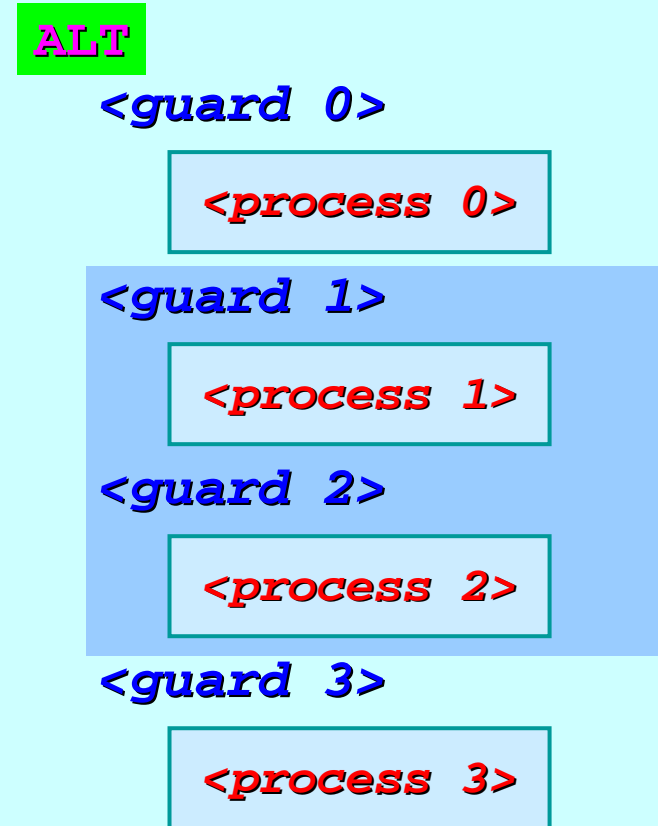 ALT
<guard 0>
<process 0>
<guard 1>
<process 1>
<guard 2>
<process 2>
<guard 3>
<process 3>